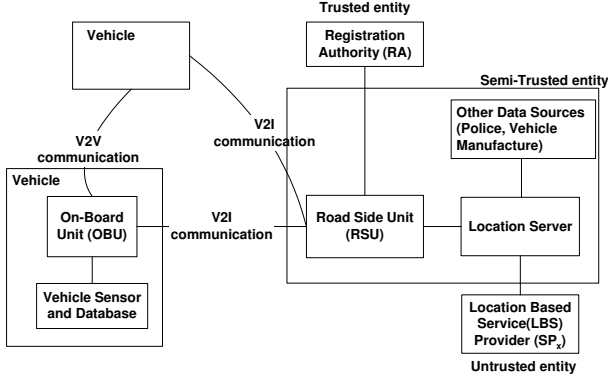 Trusted entity
Vehicle
Registration
Authority (RA)
Semi-Trusted entity
Other Data Sources
(Police, Vehicle
Manufacture)
V2I
communication
V2V
communication
Vehicle
On-Board
Unit (OBU)
V2I
communication
Road Side Unit
(RSU)
Location Server
Vehicle Sensor
and Database
Location Based
Service(LBS)
Provider (SPx)
Untrusted entity